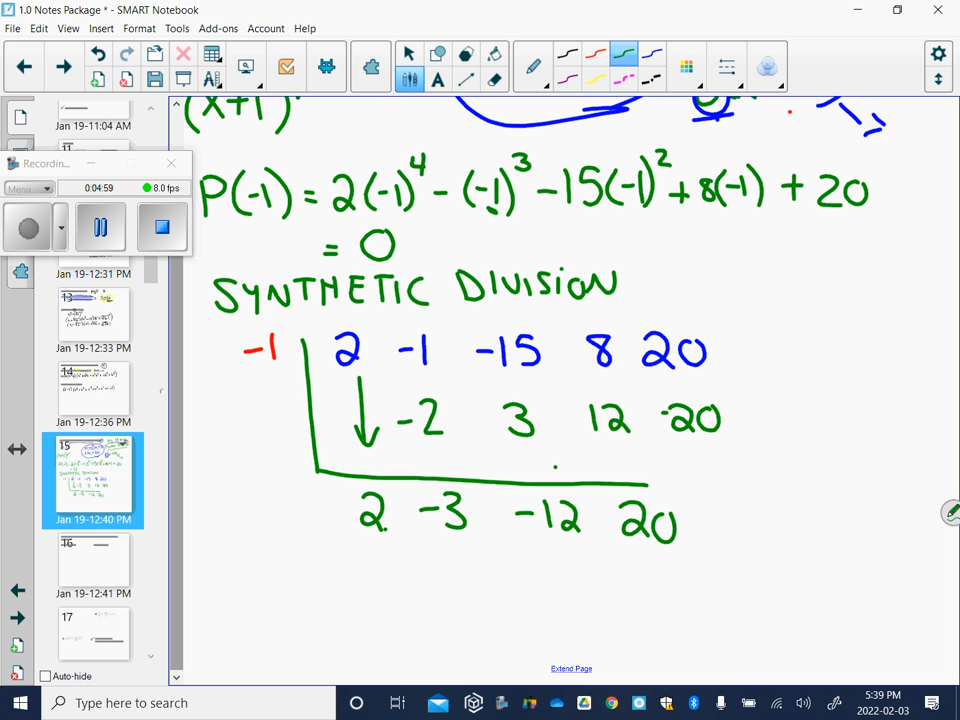 1.0 Notes Package * - SMART Notebook
File Edit View Insert Format Tools Add-ons Account Help
Jan 19-11:04 AM
11
Recordin...
Menu 0:04:59 8.0 fps
Jan 19-12:31 PM
13
Jan 19-12:33 PM
14
Jan 19-12:36 PM
15
Jan 19-12:40 PM
16
Jan 19-12:41 PM
17
Auto-hide
(x+1)
P(-1) = 2(-1)⁴ - (-1)³ - 15(-1)² + 8(-1) + 20
= 0
SYNTHETIC DIVISION
-1 2 -1 -15 8 20
-2 3 12 -20
2 -3 -12 20
Extend Page
Type here to search
5:39 PM
2022-02-03